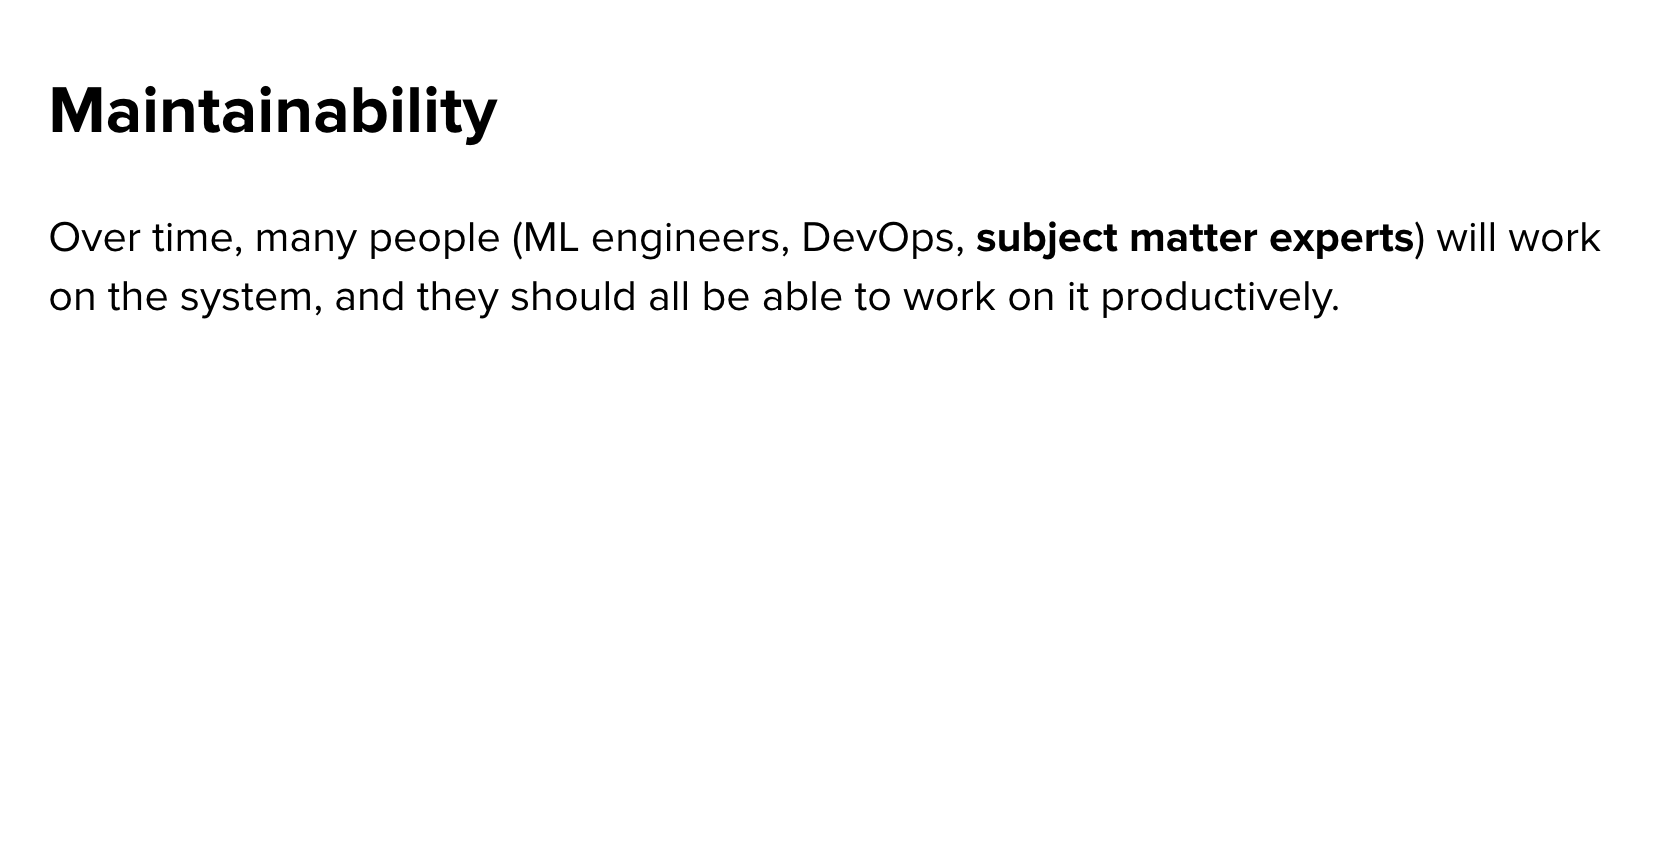 Maintainability
Over time, many people (ML engineers, DevOps, subject matter experts) will work
on the system, and they should all be able to work on it productively.